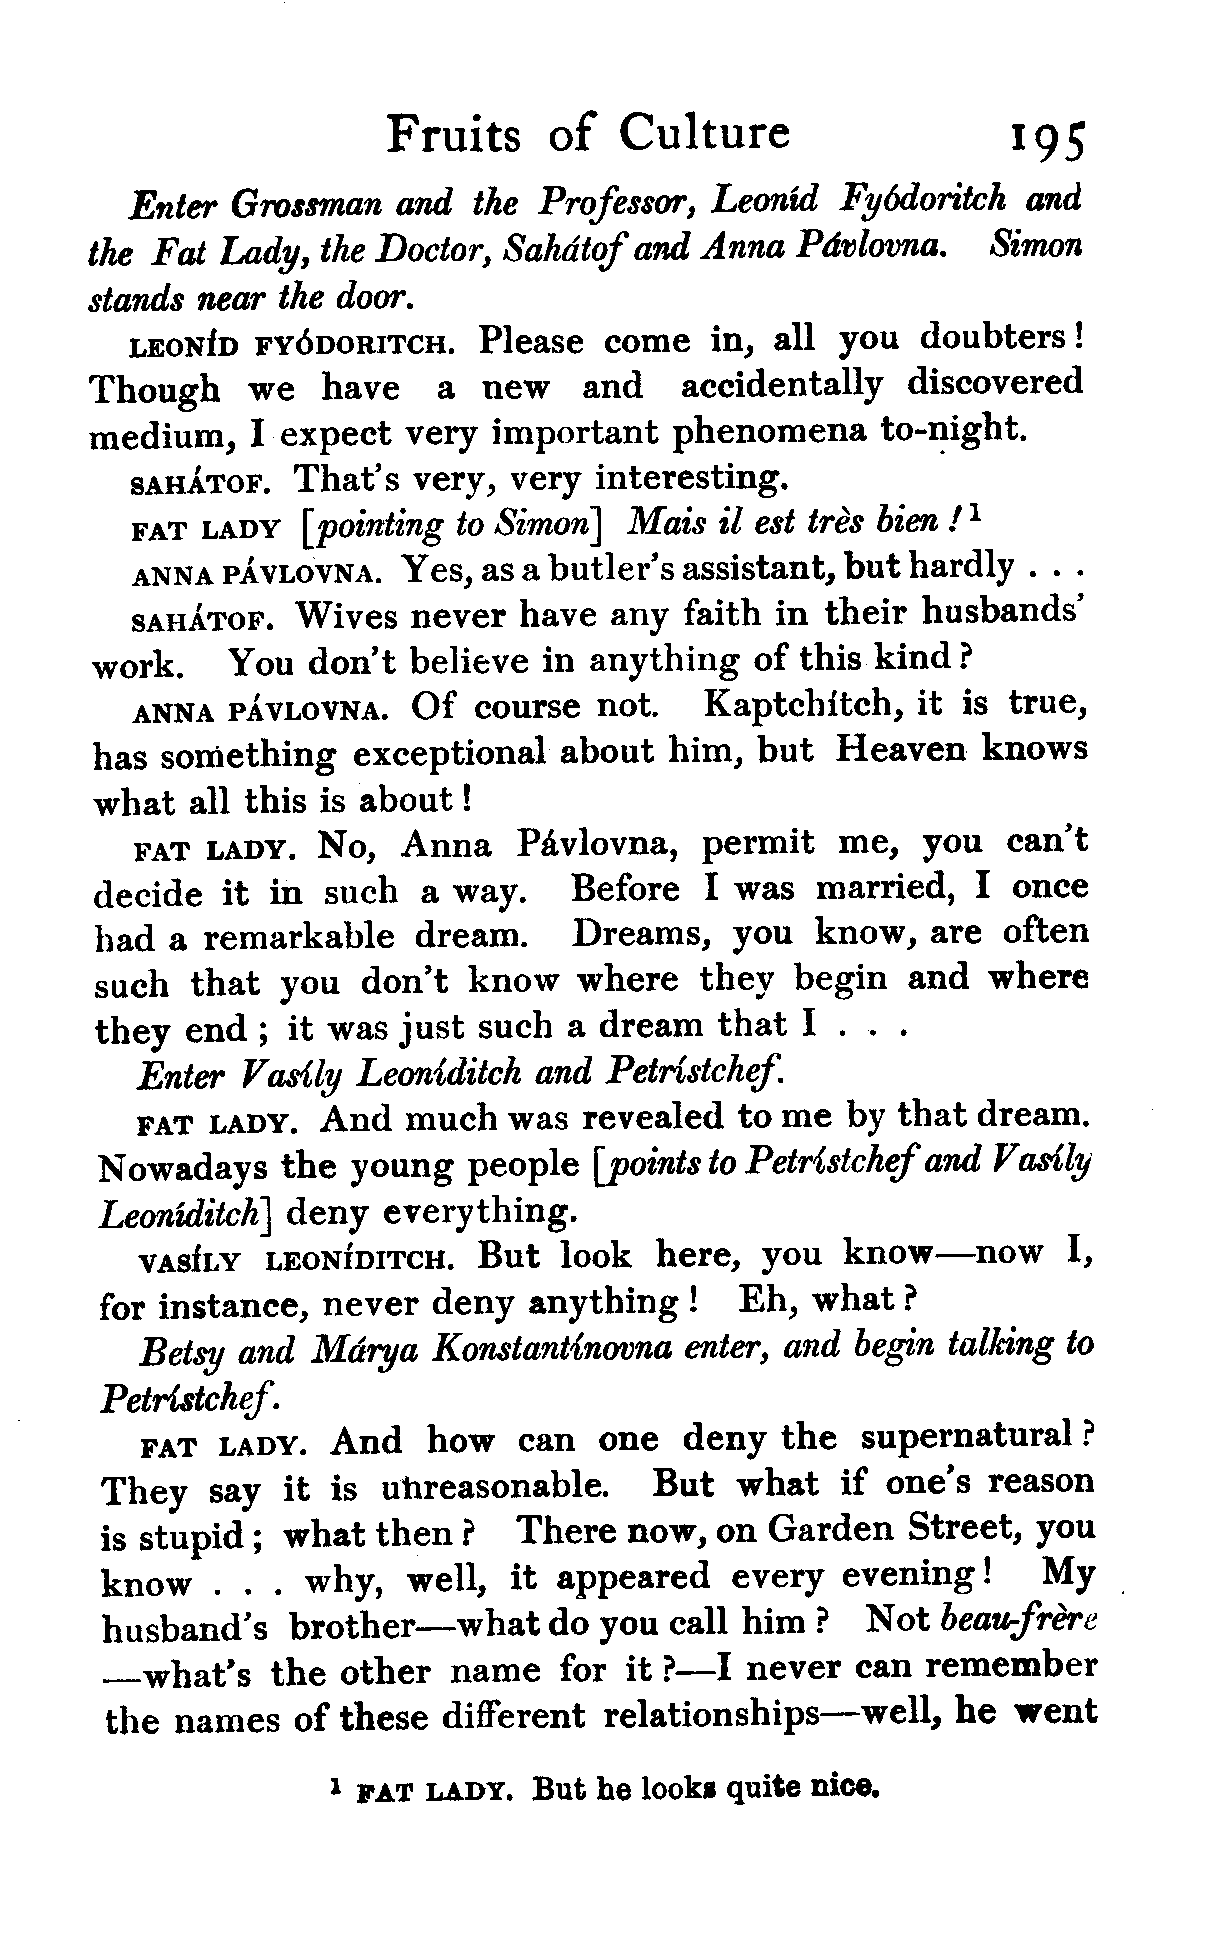 Fruits of Culture 195
Enter Grossman and the Professor, Leoníd Fyódoritch and
the Fat Lady, the Doctor, Sahátof and Anna Pávlovna. Simon
stands near the door.
LEONÍD FYÓDORITCH. Please come in, all you doubters!
Though we have a new and accidentally discovered
medium, I expect very important phenomena to-night.
SAHÁTOF. That's very, very interesting.
FAT LADY [pointing to Simon] Mais il est très bien!¹
ANNA PÁVLOVNA. Yes, as a butler's assistant, but hardly . . .
SAHÁTOF. Wives never have any faith in their husbands'
work. You don't believe in anything of this kind?
ANNA PÁVLOVNA. Of course not. Kaptchítch, it is true,
has something exceptional about him, but Heaven knows
what all this is about!
FAT LADY. No, Anna Pávlovna, permit me, you can't
decide it in such a way. Before I was married, I once
had a remarkable dream. Dreams, you know, are often
such that you don't know where they begin and where
they end; it was just such a dream that I . . .
Enter Vasíly Leoníditch and Petrístchef.
FAT LADY. And much was revealed to me by that dream.
Nowadays the young people [points to Petrístchef and Vasíly
Leoníditch] deny everything.
VASÍLY LEONÍDITCH. But look here, you know—now I,
for instance, never deny anything! Eh, what?
Betsy and Márya Konstantínovna enter, and begin talking to
Petrístchef.
FAT LADY. And how can one deny the supernatural?
They say it is unreasonable. But what if one's reason
is stupid; what then? There now, on Garden Street, you
know . . . why, well, it appeared every evening! My
husband's brother—what do you call him? Not beau-frère
—what's the other name for it?—I never can remember
the names of these different relationships—well, he went
¹ FAT LADY. But he looks quite nice.